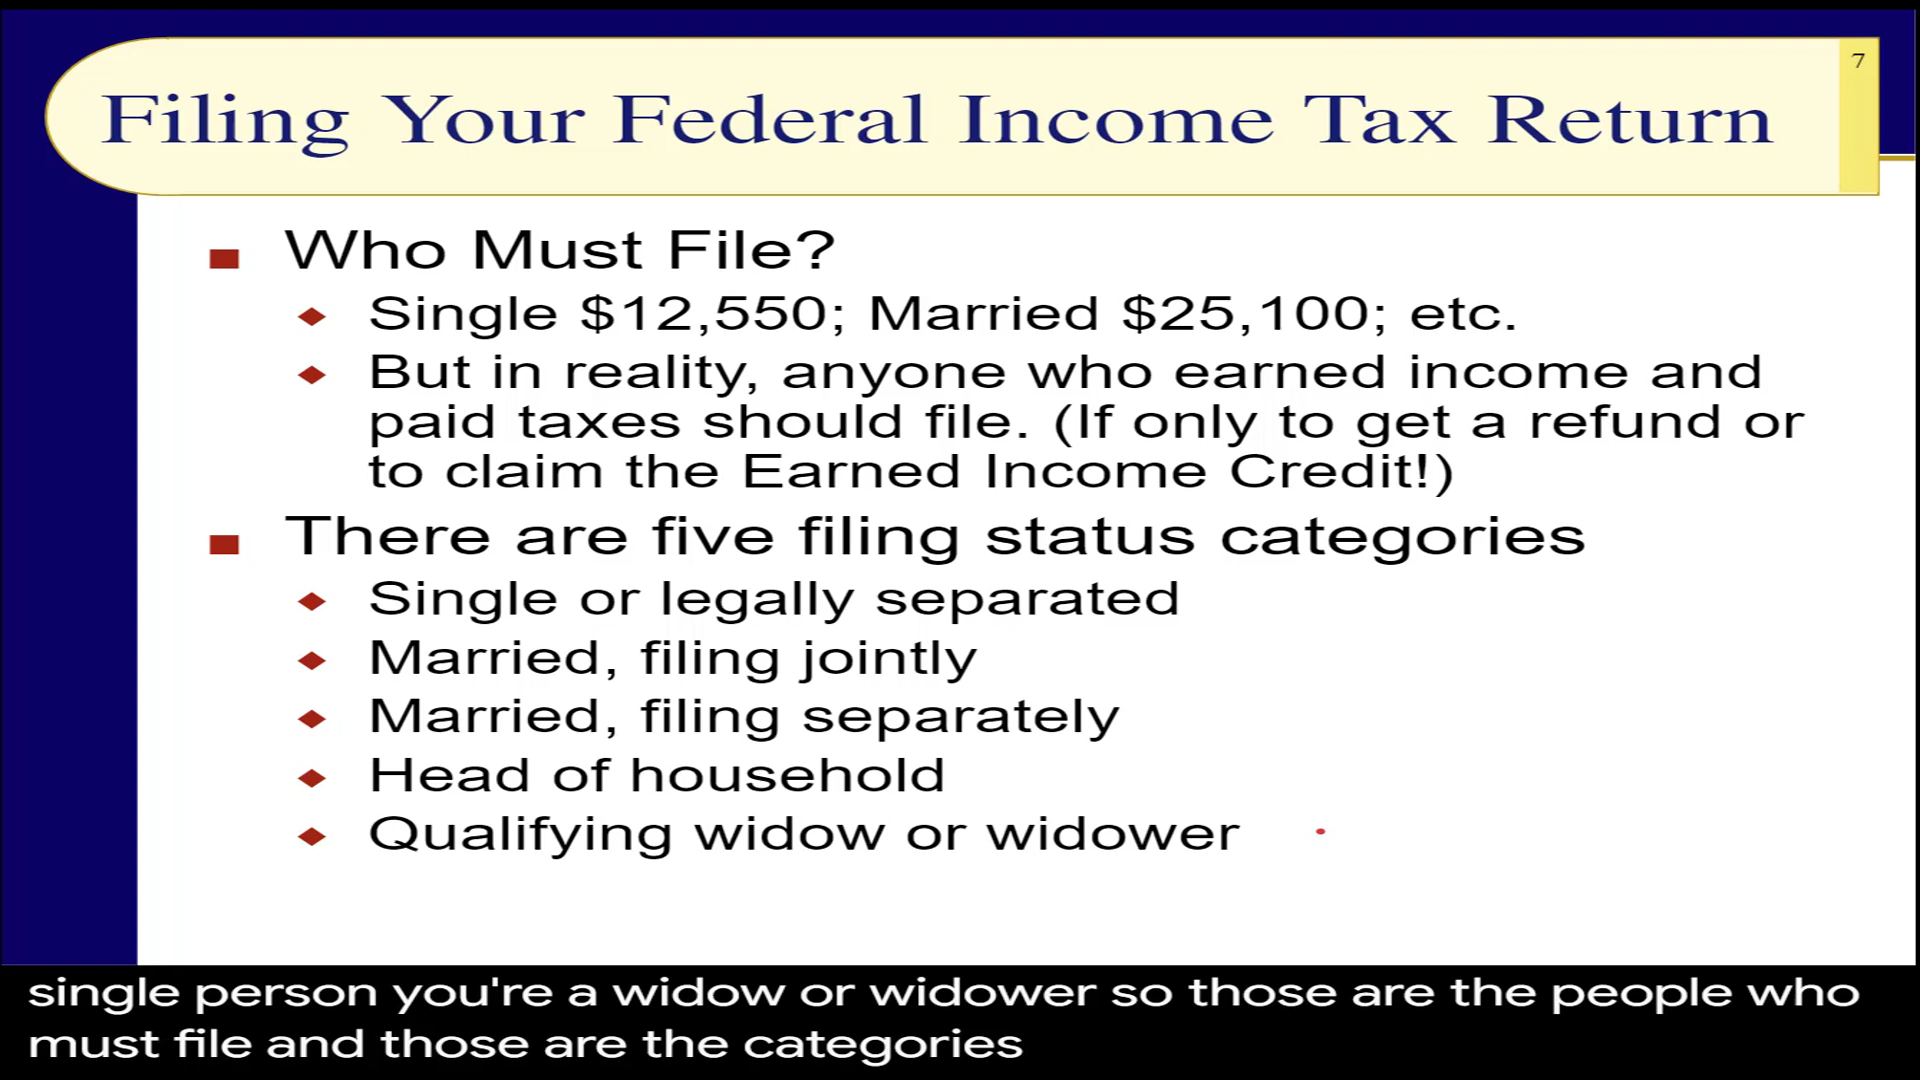 7
Filing Your Federal Income Tax Return
Who Must File?
Single $12,550; Married $25,100; etc.
But in reality, anyone who earned income and
paid taxes should file. (If only to get a refund or
to claim the Earned Income Credit!)
There are five filing status categories
Single or legally separated
Married, filing jointly
Married, filing separately
Head of household
Qualifying widow or widower
single person you're a widow or widower so those are the people who
must file and those are the categories